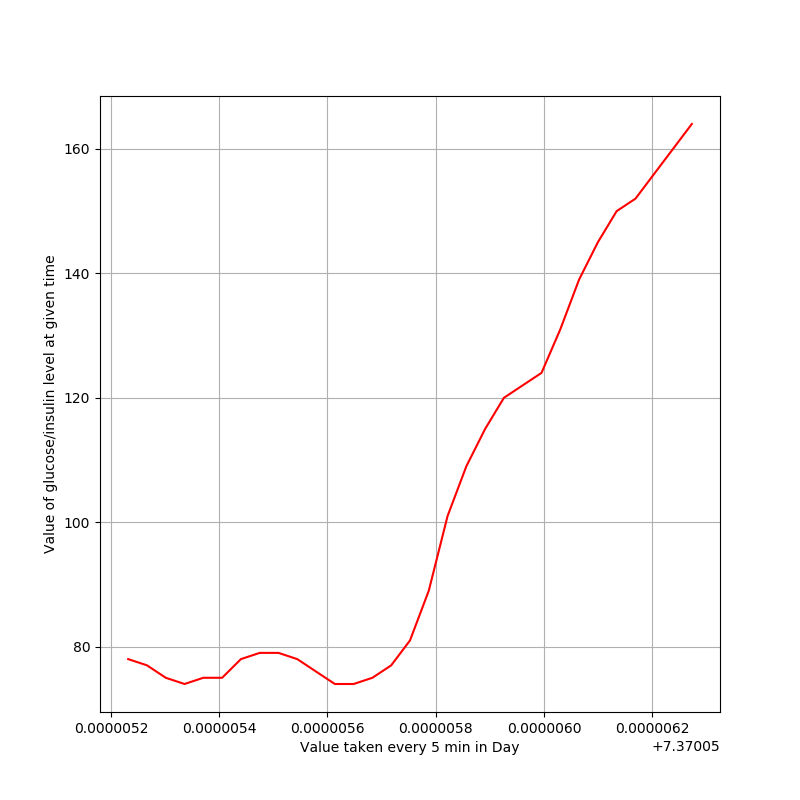 160
140
120
100
80
Value of glucose/insulin level at given time
0.0000052 0.0000054 0.0000056 0.0000058 0.0000060 0.0000062
Value taken every 5 min in Day
+7.37005